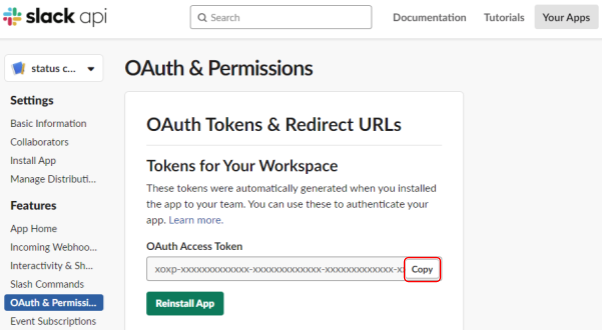 slack api
Search
Documentation
Tutorials
Your Apps
status c...
Settings
Basic Information
Collaborators
Install App
Manage Distributi...
Features
App Home
Incoming Webhoo...
Interactivity & Sh...
Slash Commands
OAuth & Permissi...
Event Subscriptions
OAuth & Permissions
OAuth Tokens & Redirect URLs
Tokens for Your Workspace
These tokens were automatically generated when you installed
the app to your team. You can use these to authenticate your
app. Learn more.
OAuth Access Token
xoxp-xxxxxxxxxxxxx-xxxxxxxxxxxxx-xxxxxxxxxxxxx-x
Copy
Reinstall App